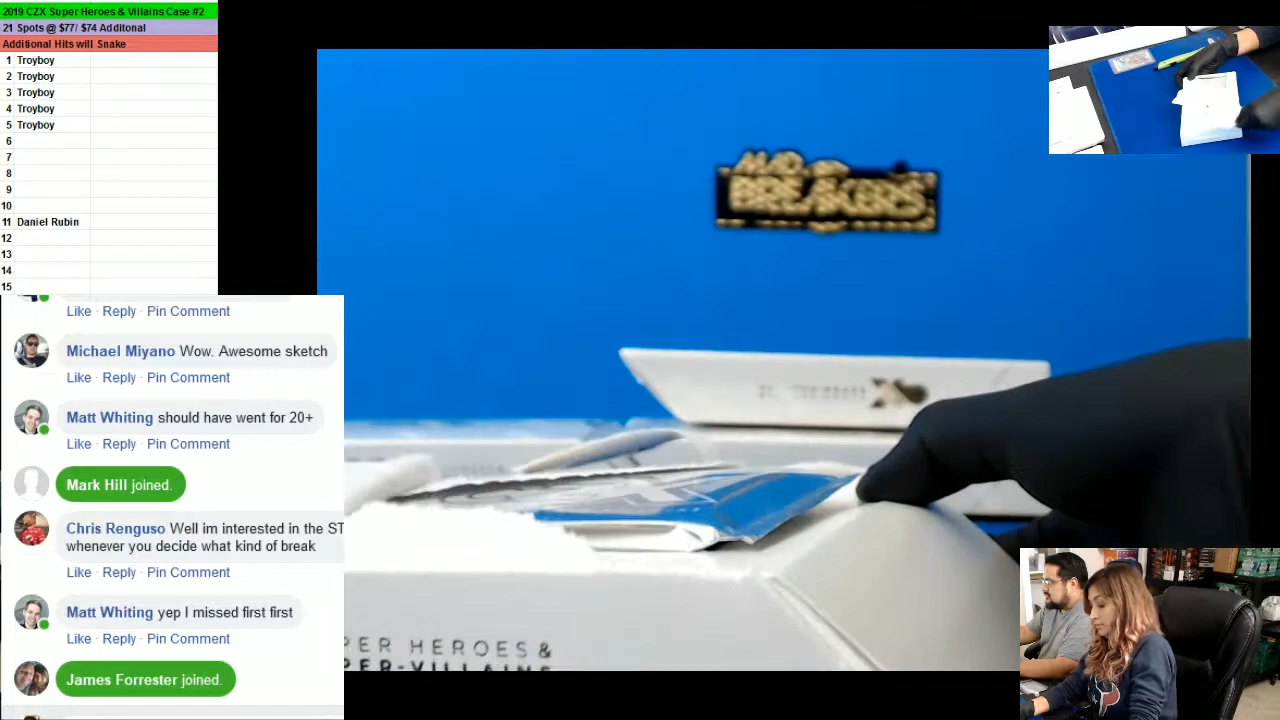 2019 CZX Super Heroes & Villains Case #2
21 Spots @ $77/ $74 Additonal
Additional Hits will Snake
1 Troyboy
2 Troyboy
3 Troyboy
4 Troyboy
5 Troyboy
6
7
8
9
10
11 Daniel Rubin
12
13
14
15
Like · Reply · Pin Comment
Michael Miyano Wow. Awesome sketch
Like · Reply · Pin Comment
Matt Whiting should have went for 20+
Like · Reply · Pin Comment
Mark Hill joined.
Chris Renguso Well im interested in the ST
whenever you decide what kind of break
Like · Reply · Pin Comment
Matt Whiting yep I missed first first
Like · Reply · Pin Comment
James Forrester joined.
BREAKERS
PER HEROES &
PER-VILLAINS